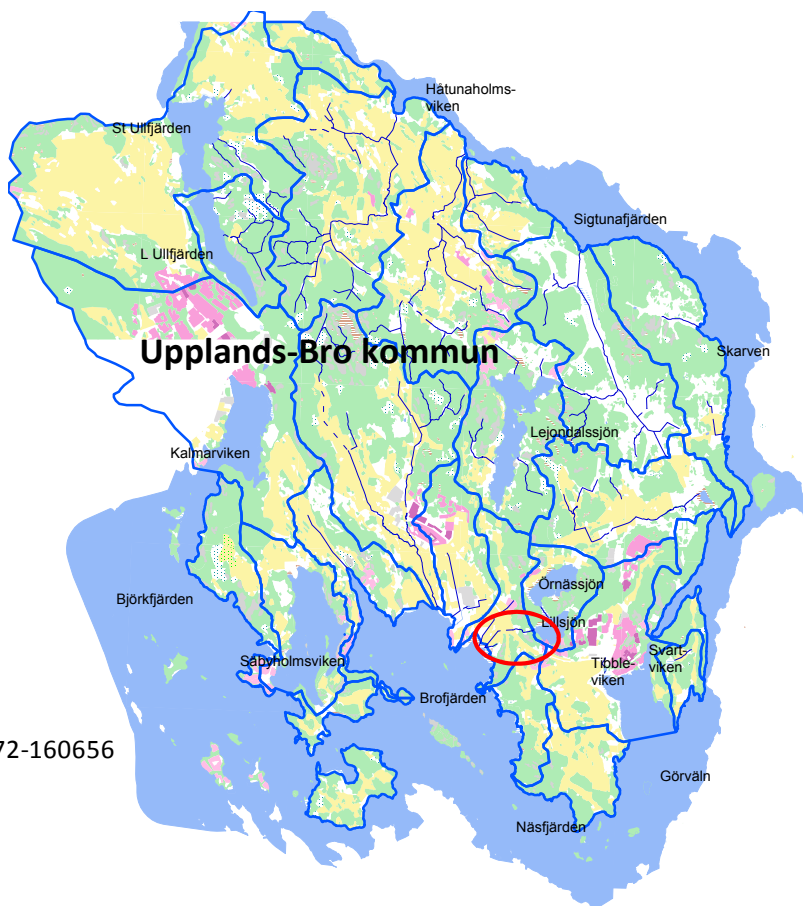 Håtunaholms-
viken
St Ullfjärden
Sigtunafjärden
L Ullfjärden
Upplands-Bro kommun
Skarven
Lejondalssjön
Kalmarviken
Örnässjön
Björkfjärden
Lillsjön
Svart-
viken
Säbyholmsviken
Tibble-
viken
Brofjärden
72-160656
Görväln
Näsfjärden